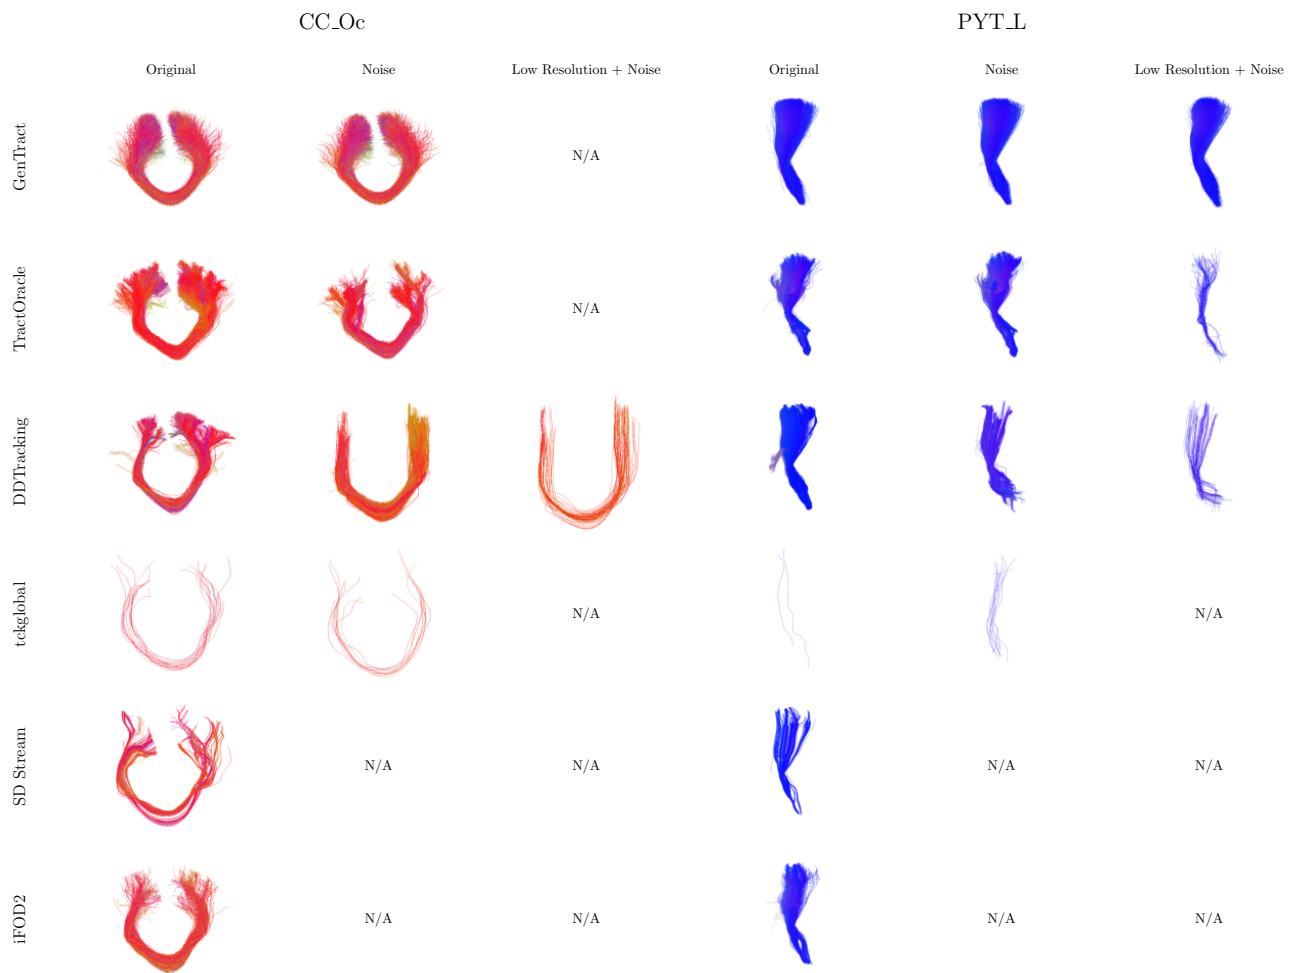 CC_Oc PYT_L
Original Noise Low Resolution + Noise Original Noise Low Resolution + Noise
GenTract N/A
TractOracle N/A
DDTracking
tckglobal N/A N/A
SD Stream N/A N/A N/A N/A
iFOD2 N/A N/A N/A N/A